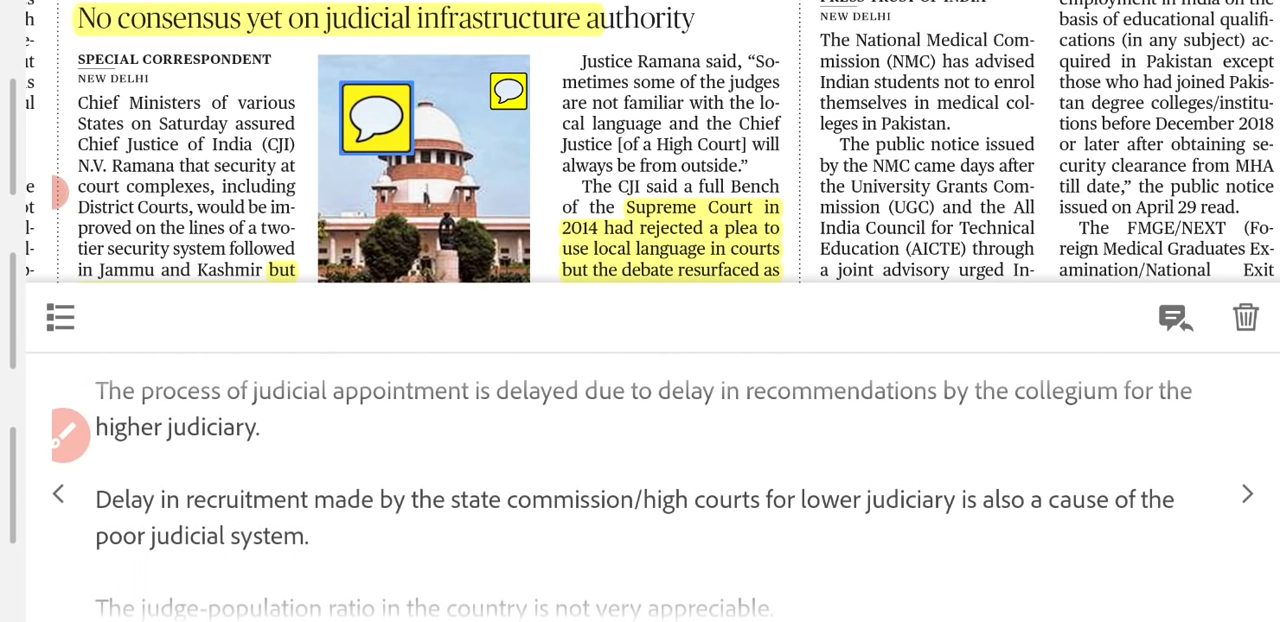 No consensus yet on judicial infrastructure authority
SPECIAL CORRESPONDENT
NEW DELHI
Chief Ministers of various
States on Saturday assured
Chief Justice of India (CJI)
N.V. Ramana that security at
court complexes, including
District Courts, would be im-
proved on the lines of a two-
tier security system followed
in Jammu and Kashmir but
Justice Ramana said, “So-
metimes some of the judges
are not familiar with the lo-
cal language and the Chief
Justice [of a High Court] will
always be from outside.”
The CJI said a full Bench
of the Supreme Court in
2014 had rejected a plea to
use local language in courts
but the debate resurfaced as
NEW DELHI
The National Medical Com-
mission (NMC) has advised
Indian students not to enrol
themselves in medical col-
leges in Pakistan.
The public notice issued
by the NMC came days after
the University Grants Com-
mission (UGC) and the All
India Council for Technical
Education (AICTE) through
a joint advisory urged In-
basis of educational qualifi-
cations (in any subject) ac-
quired in Pakistan except
those who had joined Pakis-
tan degree colleges/institu-
tions before December 2018
or later after obtaining se-
curity clearance from MHA
till date,” the public notice
issued on April 29 read.
The FMGE/NEXT (Fo-
reign Medical Graduates Ex-
amination/National Exit
The process of judicial appointment is delayed due to delay in recommendations by the collegium for the
higher judiciary.
Delay in recruitment made by the state commission/high courts for lower judiciary is also a cause of the
poor judicial system.
The judge-population ratio in the country is not very appreciable.